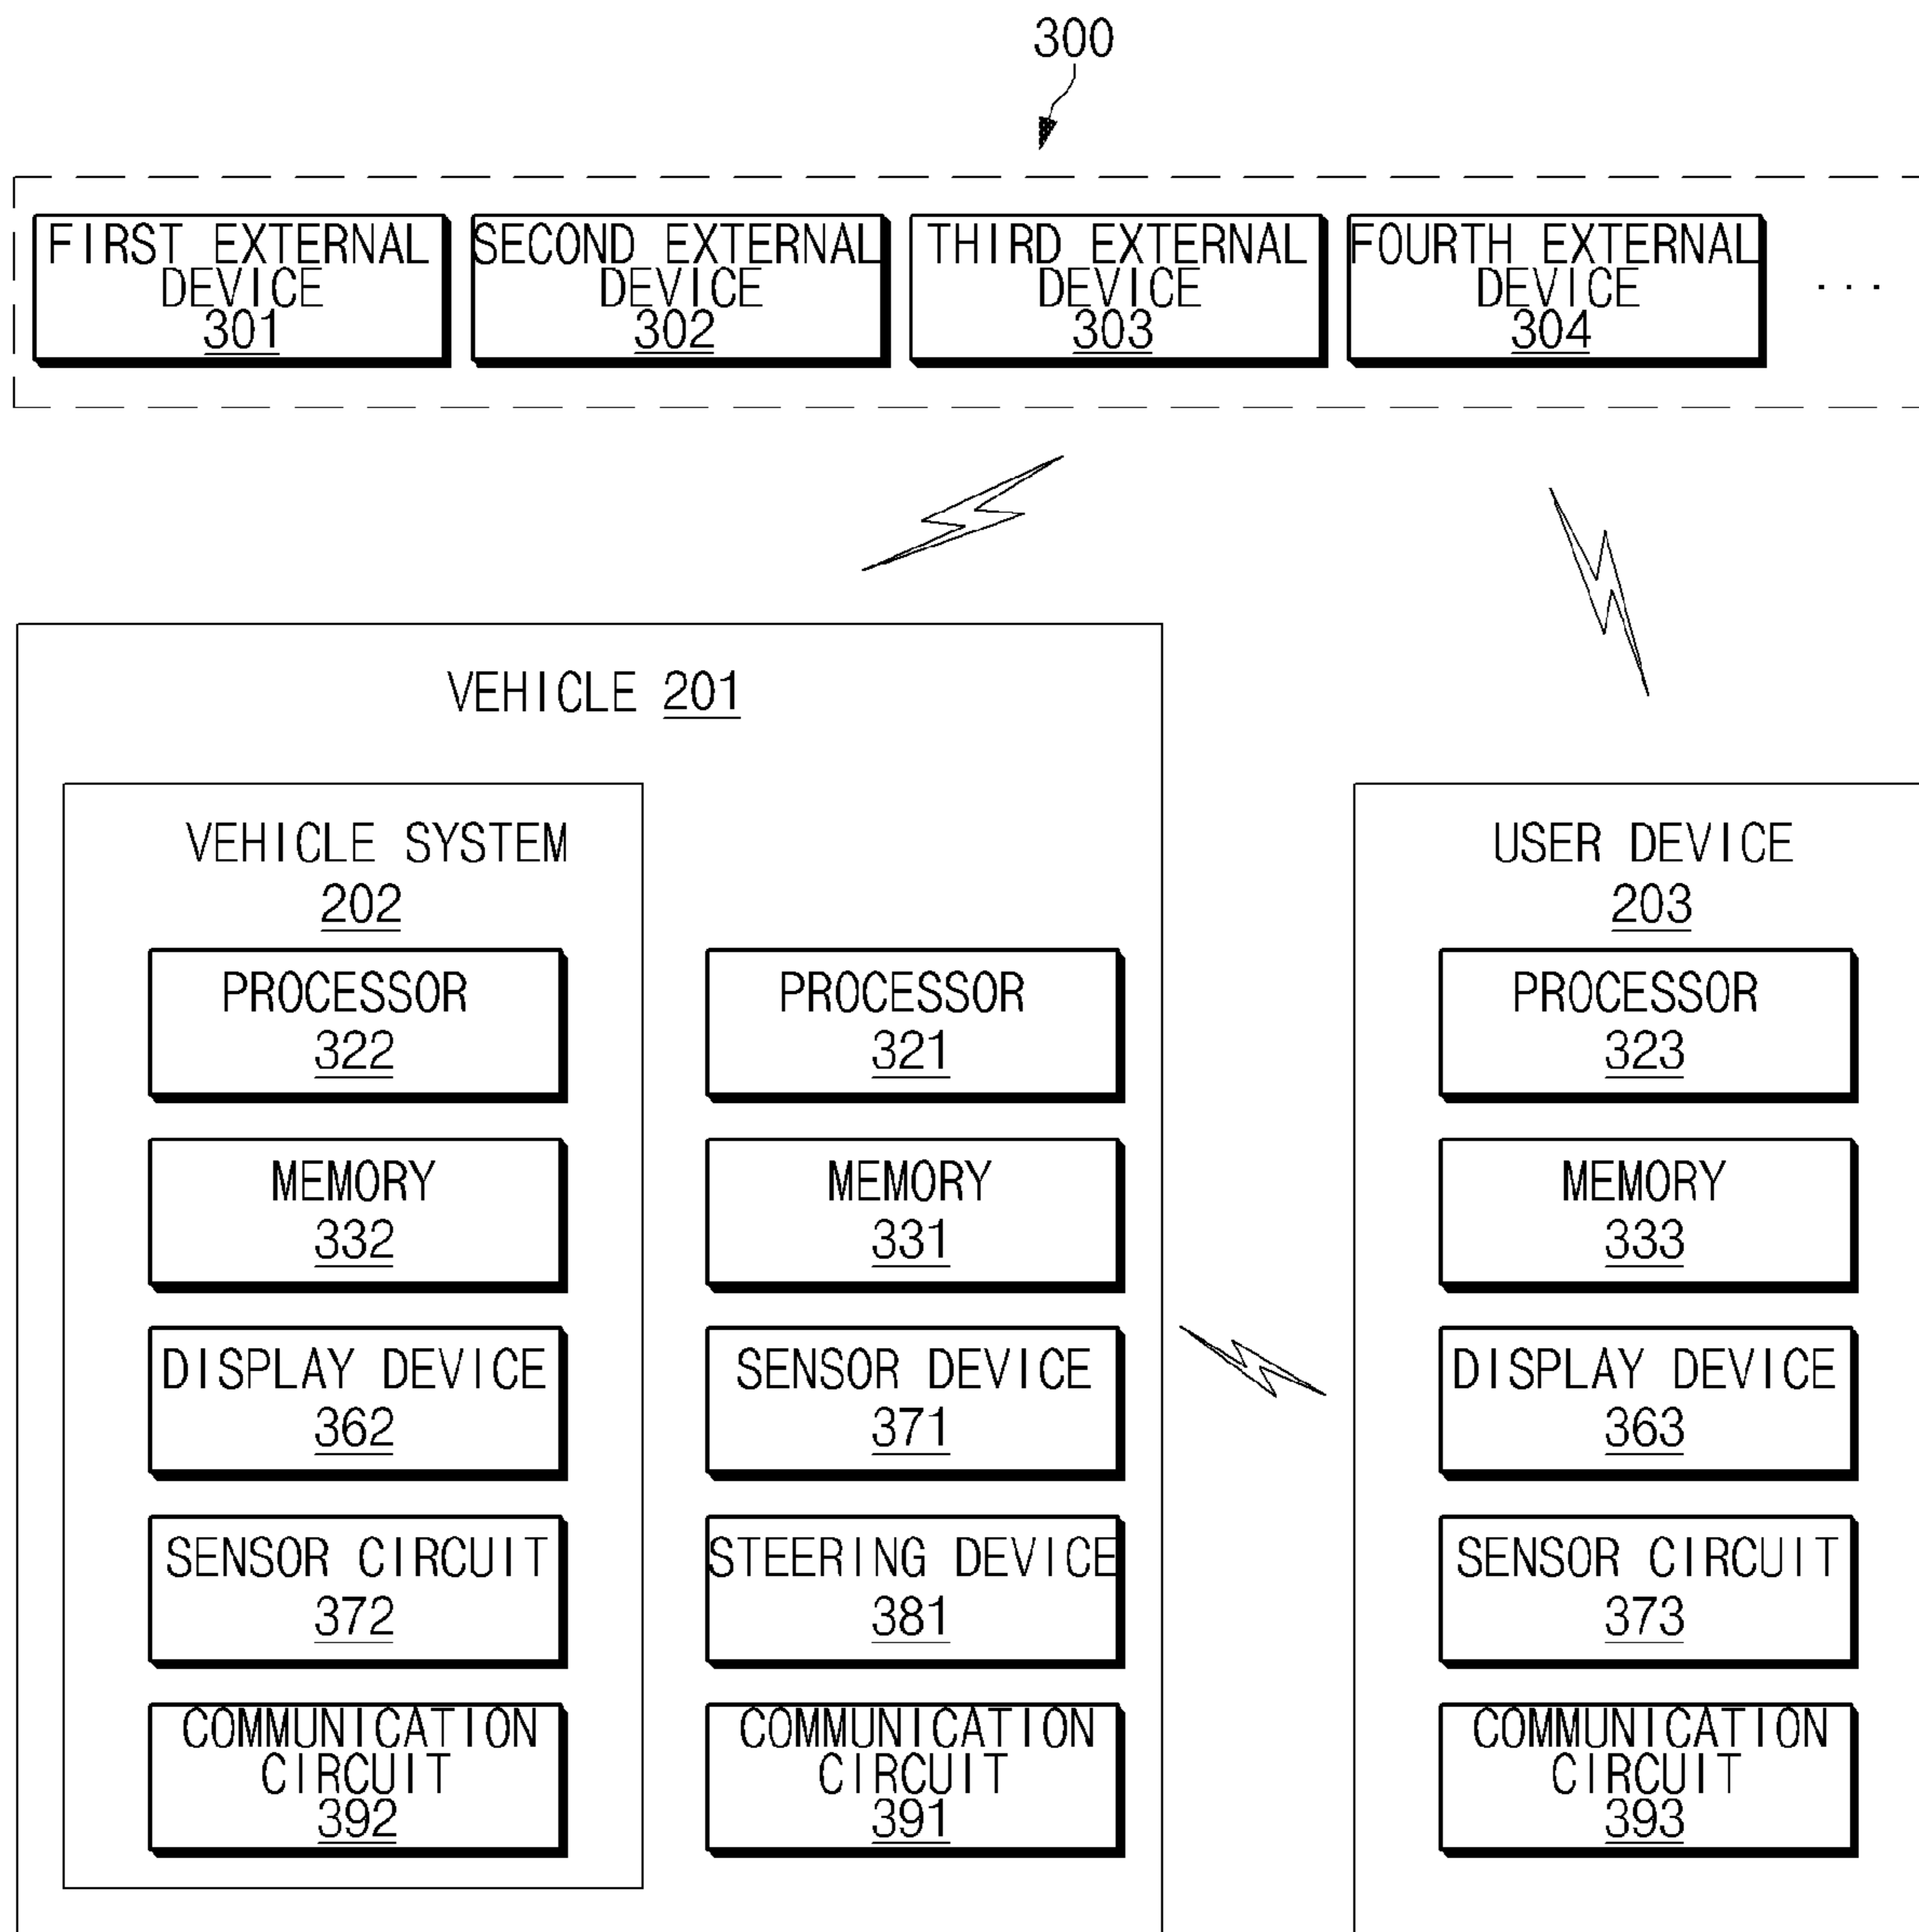 300
FIRST EXTERNAL
DEVICE
301
SECOND EXTERNAL
DEVICE
302
THIRD EXTERNAL
DEVICE
303
FOURTH EXTERNAL
DEVICE
304
...
VEHICLE 201
VEHICLE SYSTEM
202
PROCESSOR
322
MEMORY
332
DISPLAY DEVICE
362
SENSOR CIRCUIT
372
COMMUNICATION
CIRCUIT
392
PROCESSOR
321
MEMORY
331
SENSOR DEVICE
371
STEERING DEVICE
381
COMMUNICATION
CIRCUIT
391
USER DEVICE
203
PROCESSOR
323
MEMORY
333
DISPLAY DEVICE
363
SENSOR CIRCUIT
373
COMMUNICATION
CIRCUIT
393